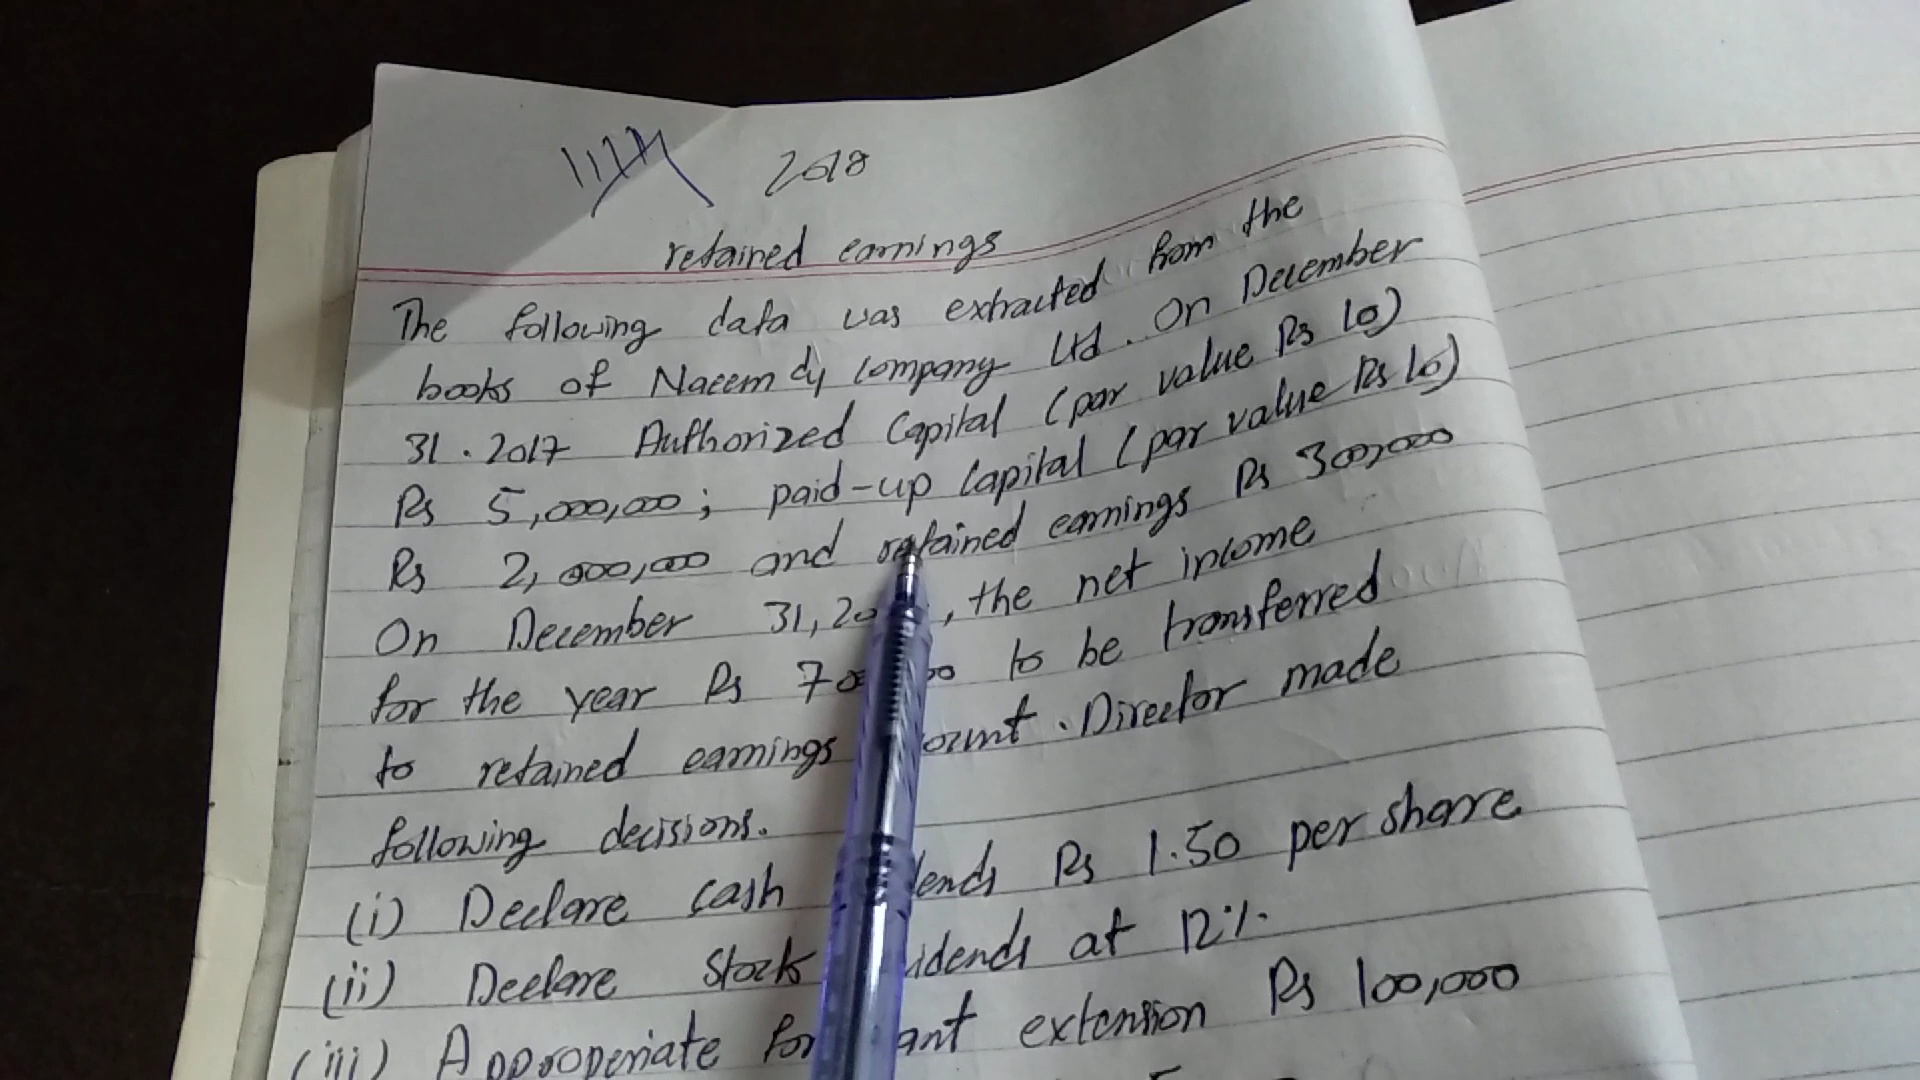 2018
retained earnings
The following data was extracted from the
books of Naeem dy company Ltd. On December
31.2017 Authorized Capital (par value Rs 10)
Rs 5,000,000; paid-up Capital (par value Rs 10)
Rs 2,000,000 and retained earnings Rs 300,000
On December 31, the net income
for the year Rs to be transferred
to retained earnings . Director made
following decisions.
(i) Declare cash Rs 1.50 per share
(ii) Declare Stock at 12%.
(iii) Approperiate for extension Rs 100,000